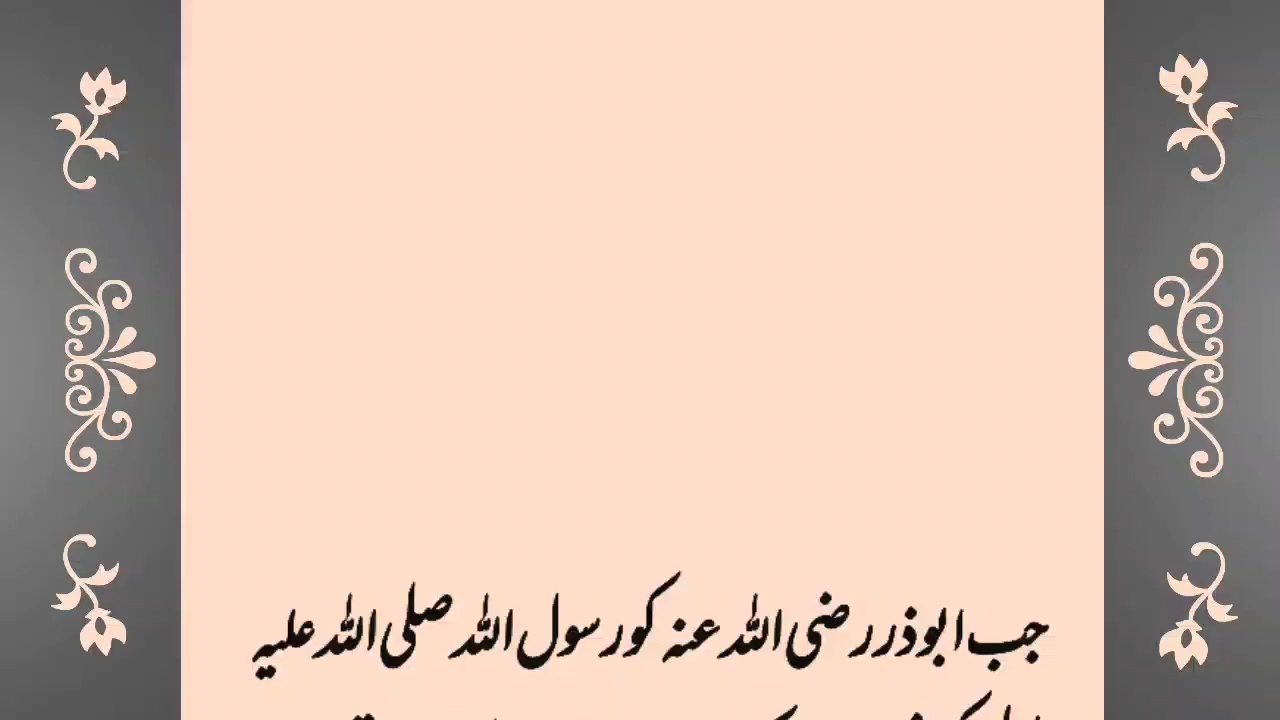 جب ابوذر رضی اللہ عنہ کو رسول اللہ صلی اللہ علیہ